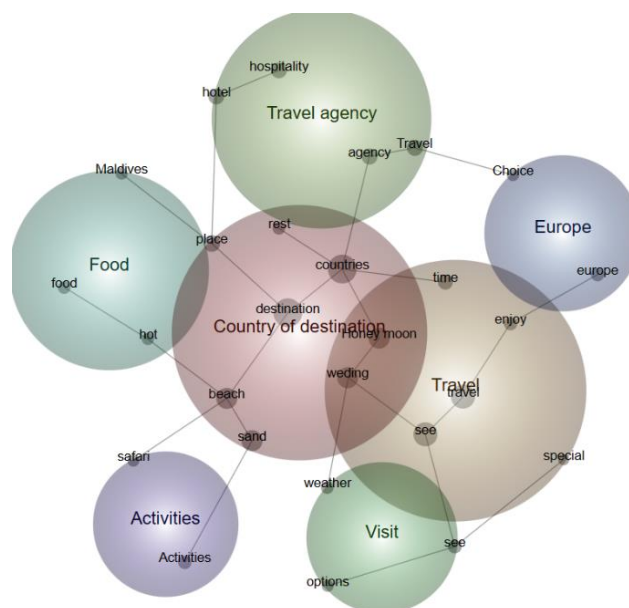 hospitality
hotel
Travel agency
agency
Travel
Maldives
Choice
rest
place
Europe
Food
countries
time
europe
food
destination
enjoy
Country of destination
Honey moon
hot
weding
Travel
travel
beach
see
sand
safari
special
weather
Activities
Visit
see
Activities
options